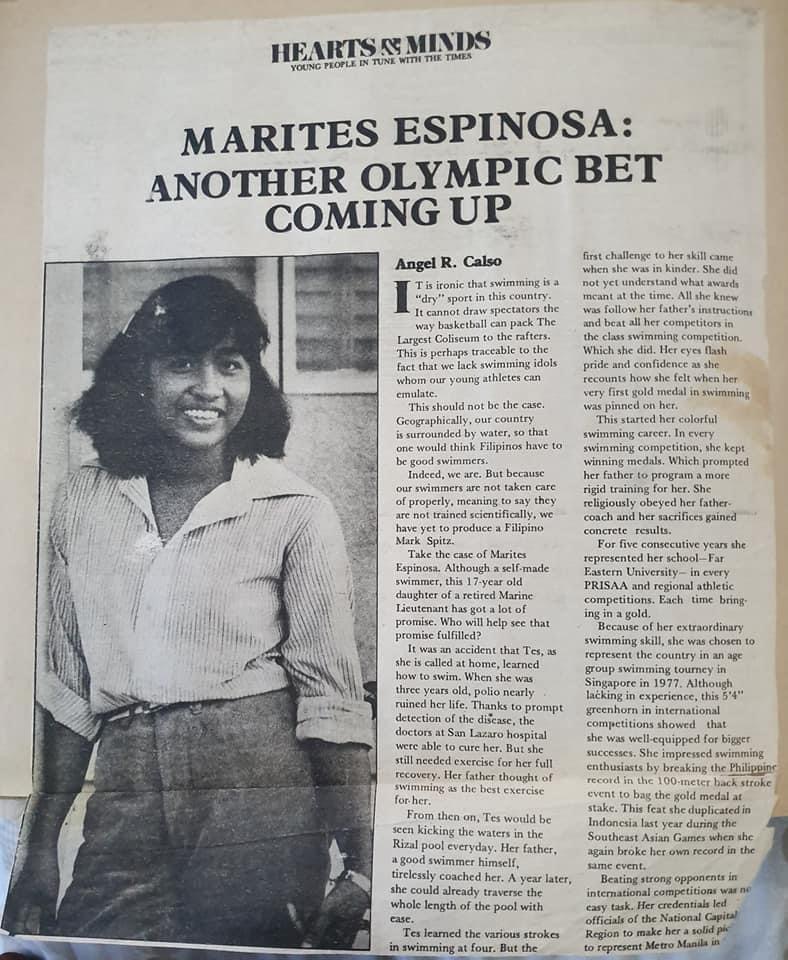 HEARTS & MINDS
YOUNG PEOPLE IN TUNE WITH THE TIMES
MARITES ESPINOSA:
ANOTHER OLYMPIC BET
COMING UP
Angel R. Calso
IT is ironic that swimming is a
"dry" sport in this country.
It cannot draw spectators the
way basketball can pack The
Largest Coliseum to the rafters.
This is perhaps traceable to the
fact that we lack swimming idols
whom our young athletes can
emulate.
This should not be the case.
Geographically, our country
is surrounded by water, so that
one would think Filipinos have to
be good swimmers.
Indeed, we are. But because
our swimmers are not taken care
of properly, meaning to say they
are not trained scientifically, we
have yet to produce a Filipino
Mark Spitz.
Take the case of Marites
Espinosa. Although a self-made
swimmer, this 17-year old
daughter of a retired Marine
Lieutenant has got a lot of
promise. Who will help see that
promise fulfilled?
It was an accident that Tes, as
she is called at home, learned
how to swim. When she was
three years old, polio nearly
ruined her life. Thanks to prompt
detection of the disease, the
doctors at San Lazaro hospital
were able to cure her. But she
still needed exercise for her full
recovery. Her father thought of
swimming as the best exercise
for her.
From then on, Tes would be
seen kicking the waters in the
Rizal pool everyday. Her father,
a good swimmer himself,
tirelessly coached her. A year later,
she could already traverse the
whole length of the pool with
ease.
Tes learned the various strokes
in swimming at four. But the
first challenge to her skill came
when she was in kinder. She did
not yet understand what awards
meant at the time. All she knew
was follow her father's instructions
and beat all her competitors in
the class swimming competition.
Which she did. Her eyes flash
pride and confidence as she
recounts how she felt when her
very first gold medal in swimming
was pinned on her.
This started her colorful
swimming career. In every
swimming competition, she kept
winning medals. Which prompted
her father to program a more
rigid training for her. She
religiously obeyed her father-
coach and her sacrifices gained
concrete results.
For five consecutive years she
represented her school—Far
Eastern University— in every
PRISAA and regional athletic
competitions. Each time bring-
ing in a gold.
Because of her extraordinary
swimming skill, she was chosen to
represent the country in an age
group swimming tourney in
Singapore in 1977. Although
lacking in experience, this 5'4"
greenhorn in international
competitions showed that
she was well-equipped for bigger
successes. She impressed swimming
enthusiasts by breaking the Philippine
record in the 100-meter back stroke
event to bag the gold medal at
stake. This feat she duplicated in
Indonesia last year during the
Southeast Asian Games when she
again broke her own record in the
same event.
Beating strong opponents in
international competitions was no
easy task. Her credentials led
officials of the National Capital
Region to make her a solid
to represent Metro Manila in